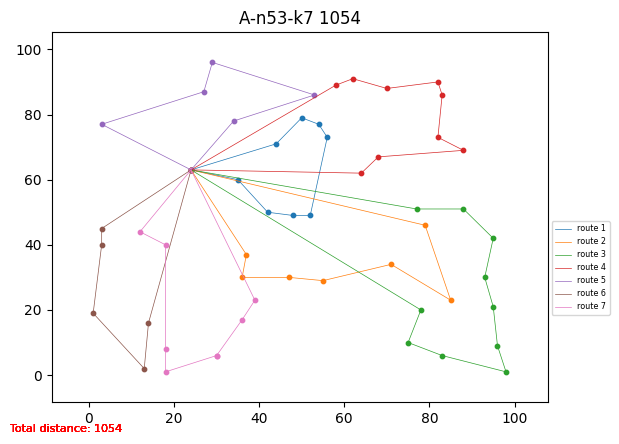 A-n53-k7 1054
100
80
60
40
20
0
0 20 40 60 80 100
route 1
route 2
route 3
route 4
route 5
route 6
route 7
Total distance: 1054